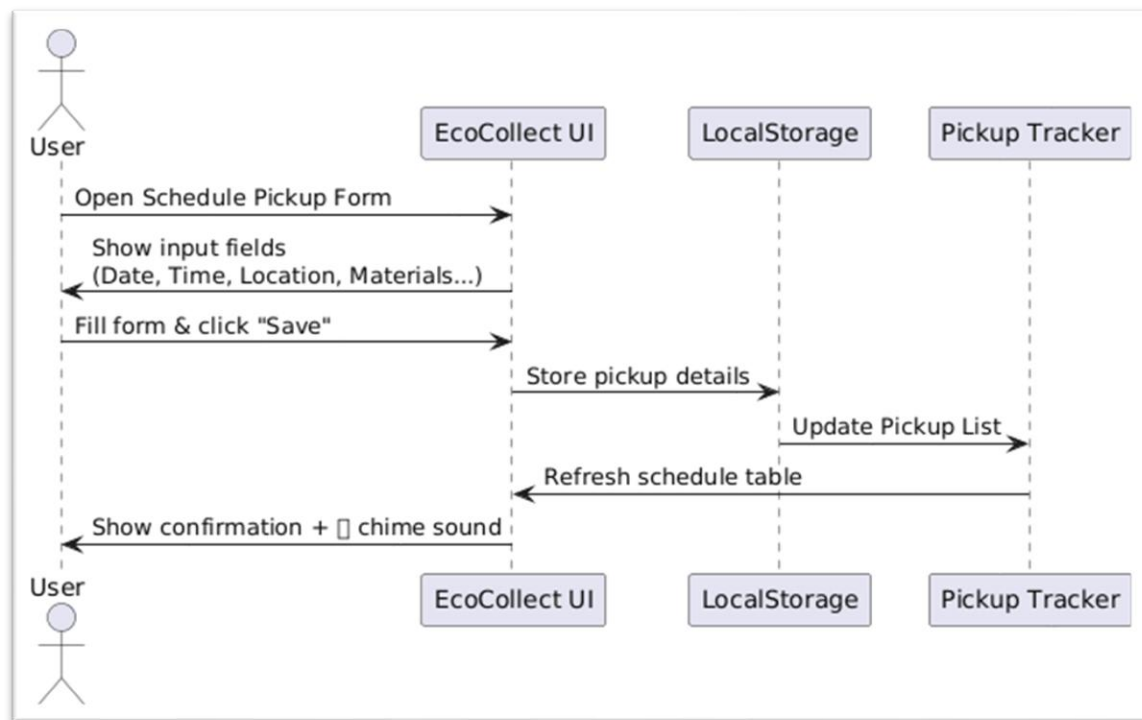 User
EcoCollect UI
LocalStorage
Pickup Tracker
Open Schedule Pickup Form
Show input fields
(Date, Time, Location, Materials...)
Fill form & click "Save"
Store pickup details
Update Pickup List
Refresh schedule table
Show confirmation + ▯ chime sound
User
EcoCollect UI
LocalStorage
Pickup Tracker